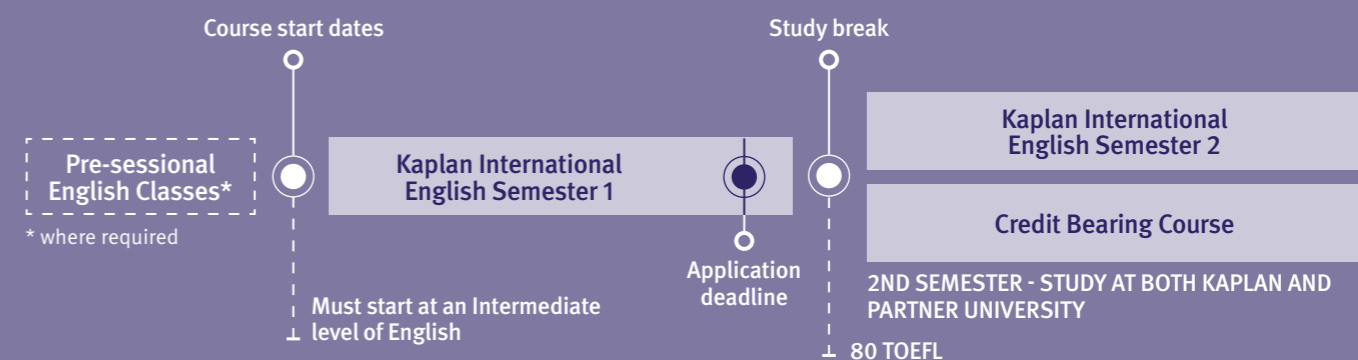 Course start dates
Study break
Pre-sessional
English Classes*
* where required
Kaplan International
English Semester 1
Kaplan International
English Semester 2
Credit Bearing Course
Application
deadline
Must start at an Intermediate
level of English
2ND SEMESTER - STUDY AT BOTH KAPLAN AND
PARTNER UNIVERSITY
80 TOEFL